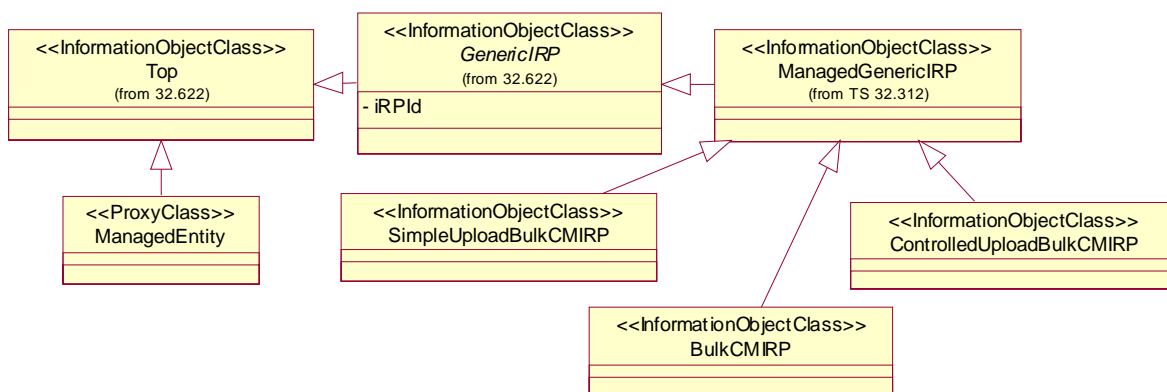 <<InformationObjectClass>>
Top
(from 32.622)
<<InformationObjectClass>>
GenericIRP
(from 32.622)
- iRPId
<<InformationObjectClass>>
ManagedGenericIRP
(from TS 32.312)
<<ProxyClass>>
ManagedEntity
<<InformationObjectClass>>
SimpleUploadBulkCMIRP
<<InformationObjectClass>>
ControlledUploadBulkCMIRP
<<InformationObjectClass>>
BulkCMIRP